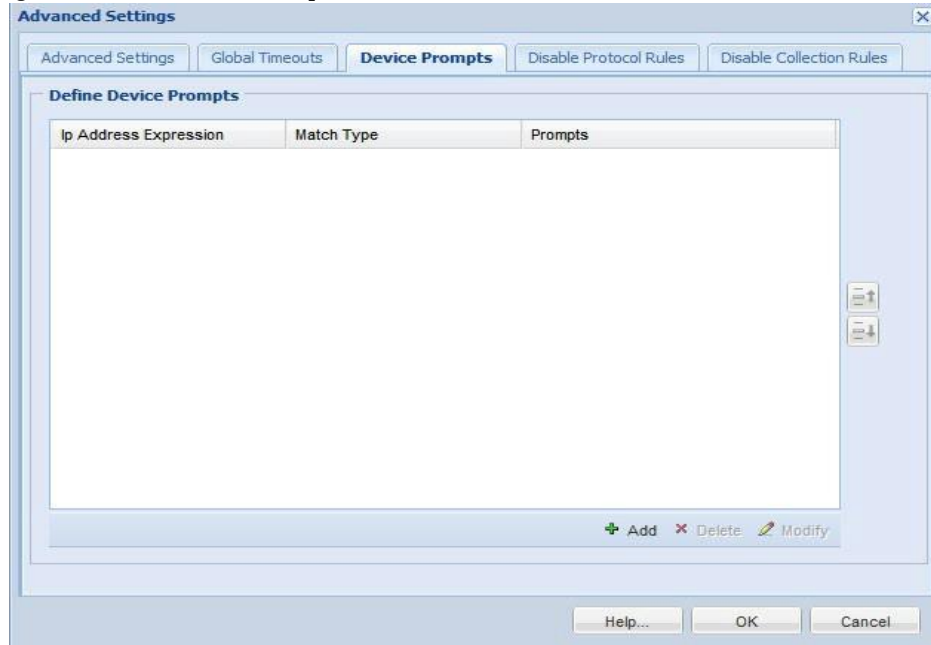 Advanced Settings
Advanced Settings Global Timeouts Device Prompts Disable Protocol Rules Disable Collection Rules
Define Device Prompts
Ip Address Expression Match Type Prompts
Add Delete Modify
Help... OK Cancel